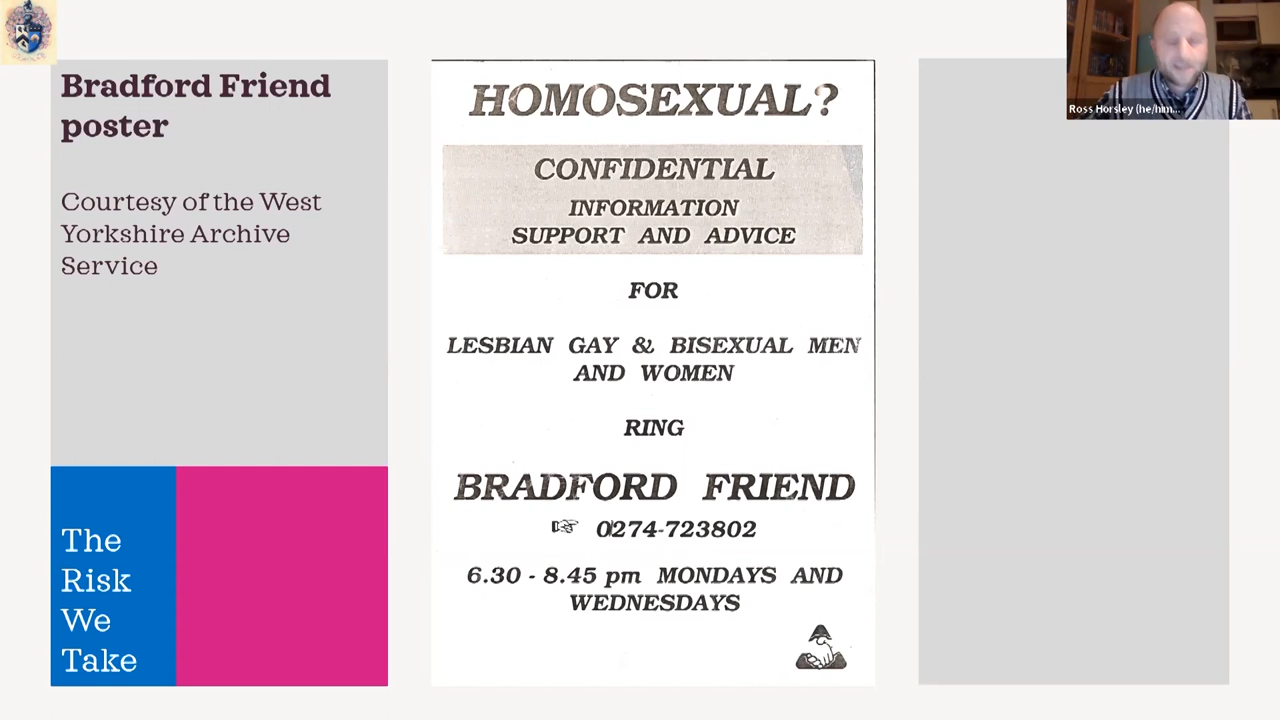 Bradford Friend
poster
Courtesy of the West
Yorkshire Archive
Service
The
Risk
We
Take
HOMOSEXUAL?
CONFIDENTIAL
INFORMATION
SUPPORT AND ADVICE
FOR
LESBIAN GAY & BISEXUAL MEN
AND WOMEN
RING
BRADFORD FRIEND
☞ 0274-723802
6.30 - 8.45 pm MONDAYS AND
WEDNESDAYS
Ross Horsley (he/him...